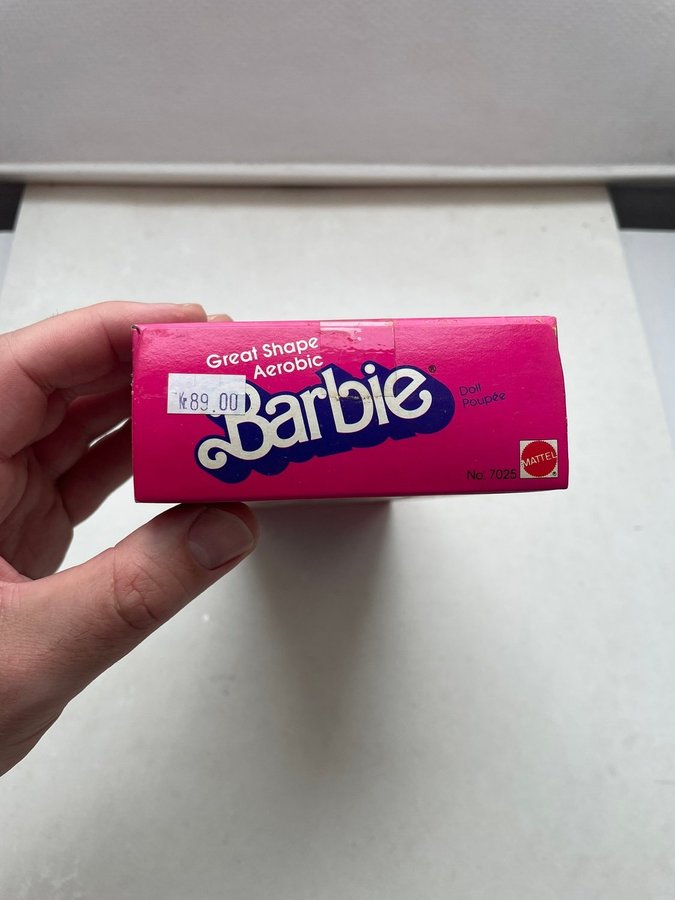 Great Shape
Aerobic
kr89.00
Barbie®
Doll
Poupée
No. 7025
MATTEL